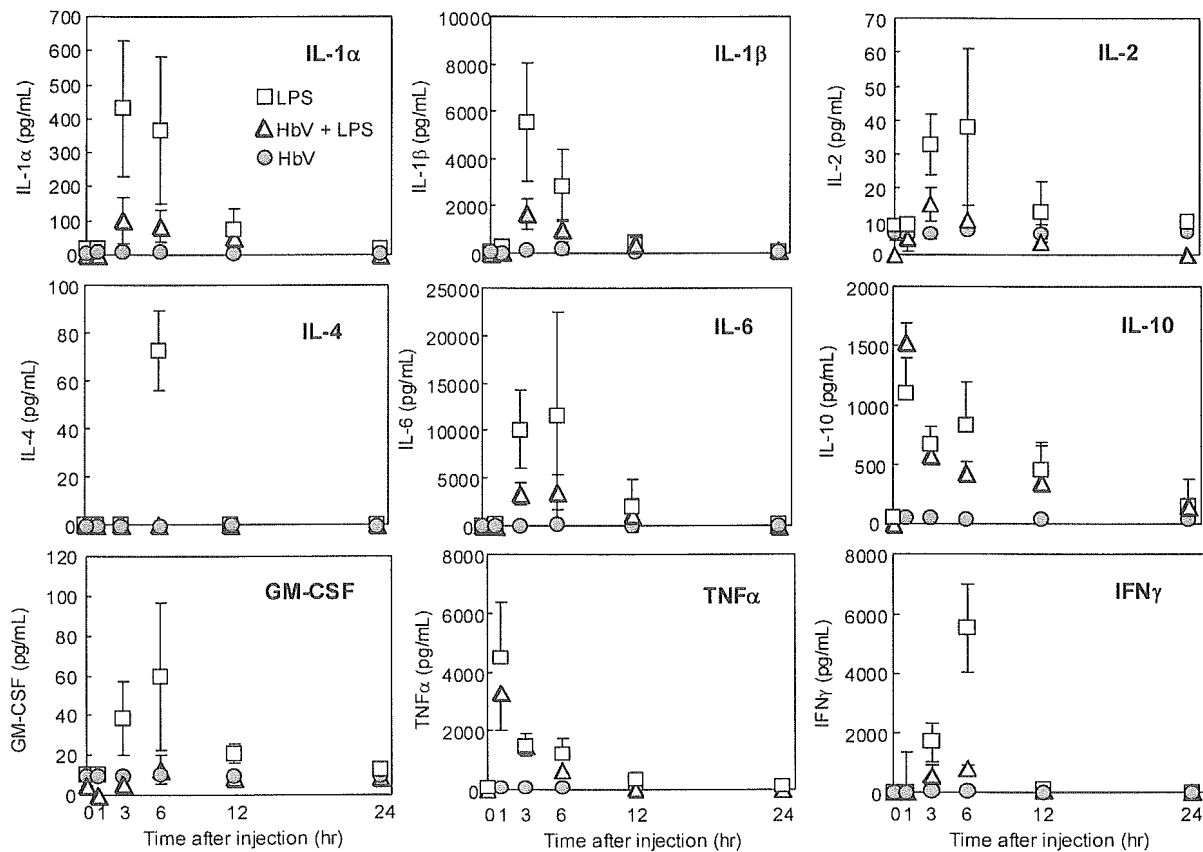 700
600
500
400
300
200
100
0
IL-1α (pg/mL)
IL-1α
LPS
HbV + LPS
HbV
10000
8000
6000
4000
2000
0
IL-1β (pg/mL)
IL-1β
70
60
50
40
30
20
10
0
IL-2 (pg/mL)
IL-2
100
80
60
40
20
0
IL-4 (pg/mL)
IL-4
25000
20000
15000
10000
5000
0
IL-6 (pg/mL)
IL-6
2000
1500
1000
500
0
IL-10 (pg/mL)
IL-10
120
100
80
60
40
20
0
GM-CSF (pg/mL)
GM-CSF
0 1 3 6 12 24
Time after injection (hr)
8000
6000
4000
2000
0
TNFα (pg/mL)
TNFα
0 1 3 6 12 24
Time after injection (hr)
8000
6000
4000
2000
0
IFNγ (pg/mL)
IFNγ
0 1 3 6 12 24
Time after injection (hr)